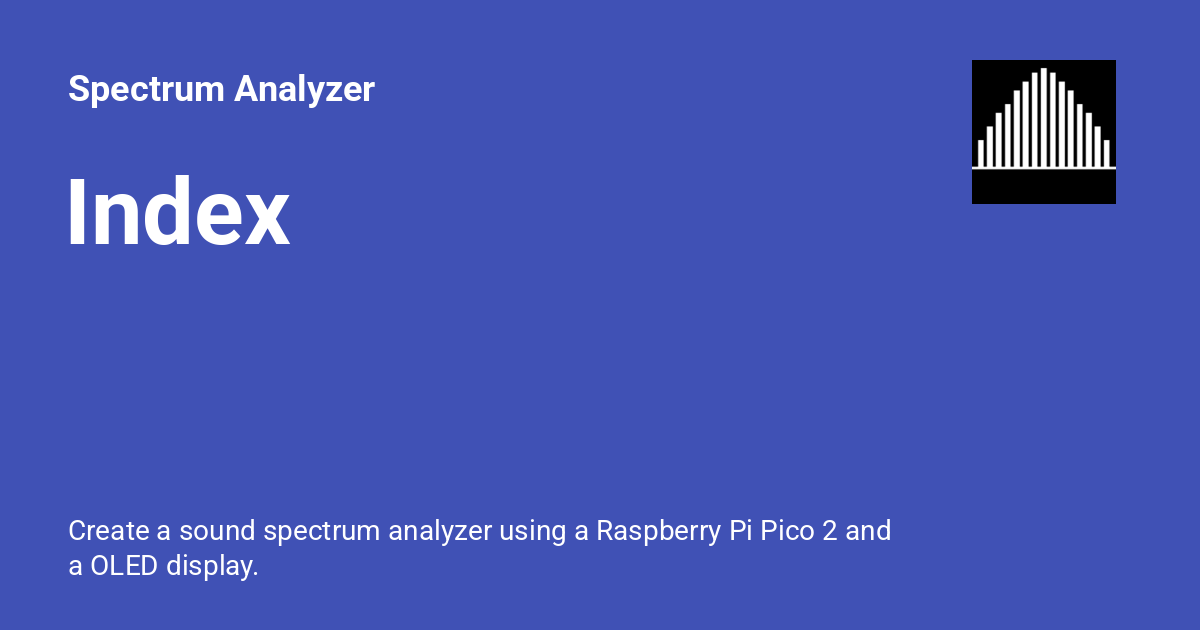 Spectrum Analyzer
Index
Create a sound spectrum analyzer using a Raspberry Pi Pico 2 and
a OLED display.